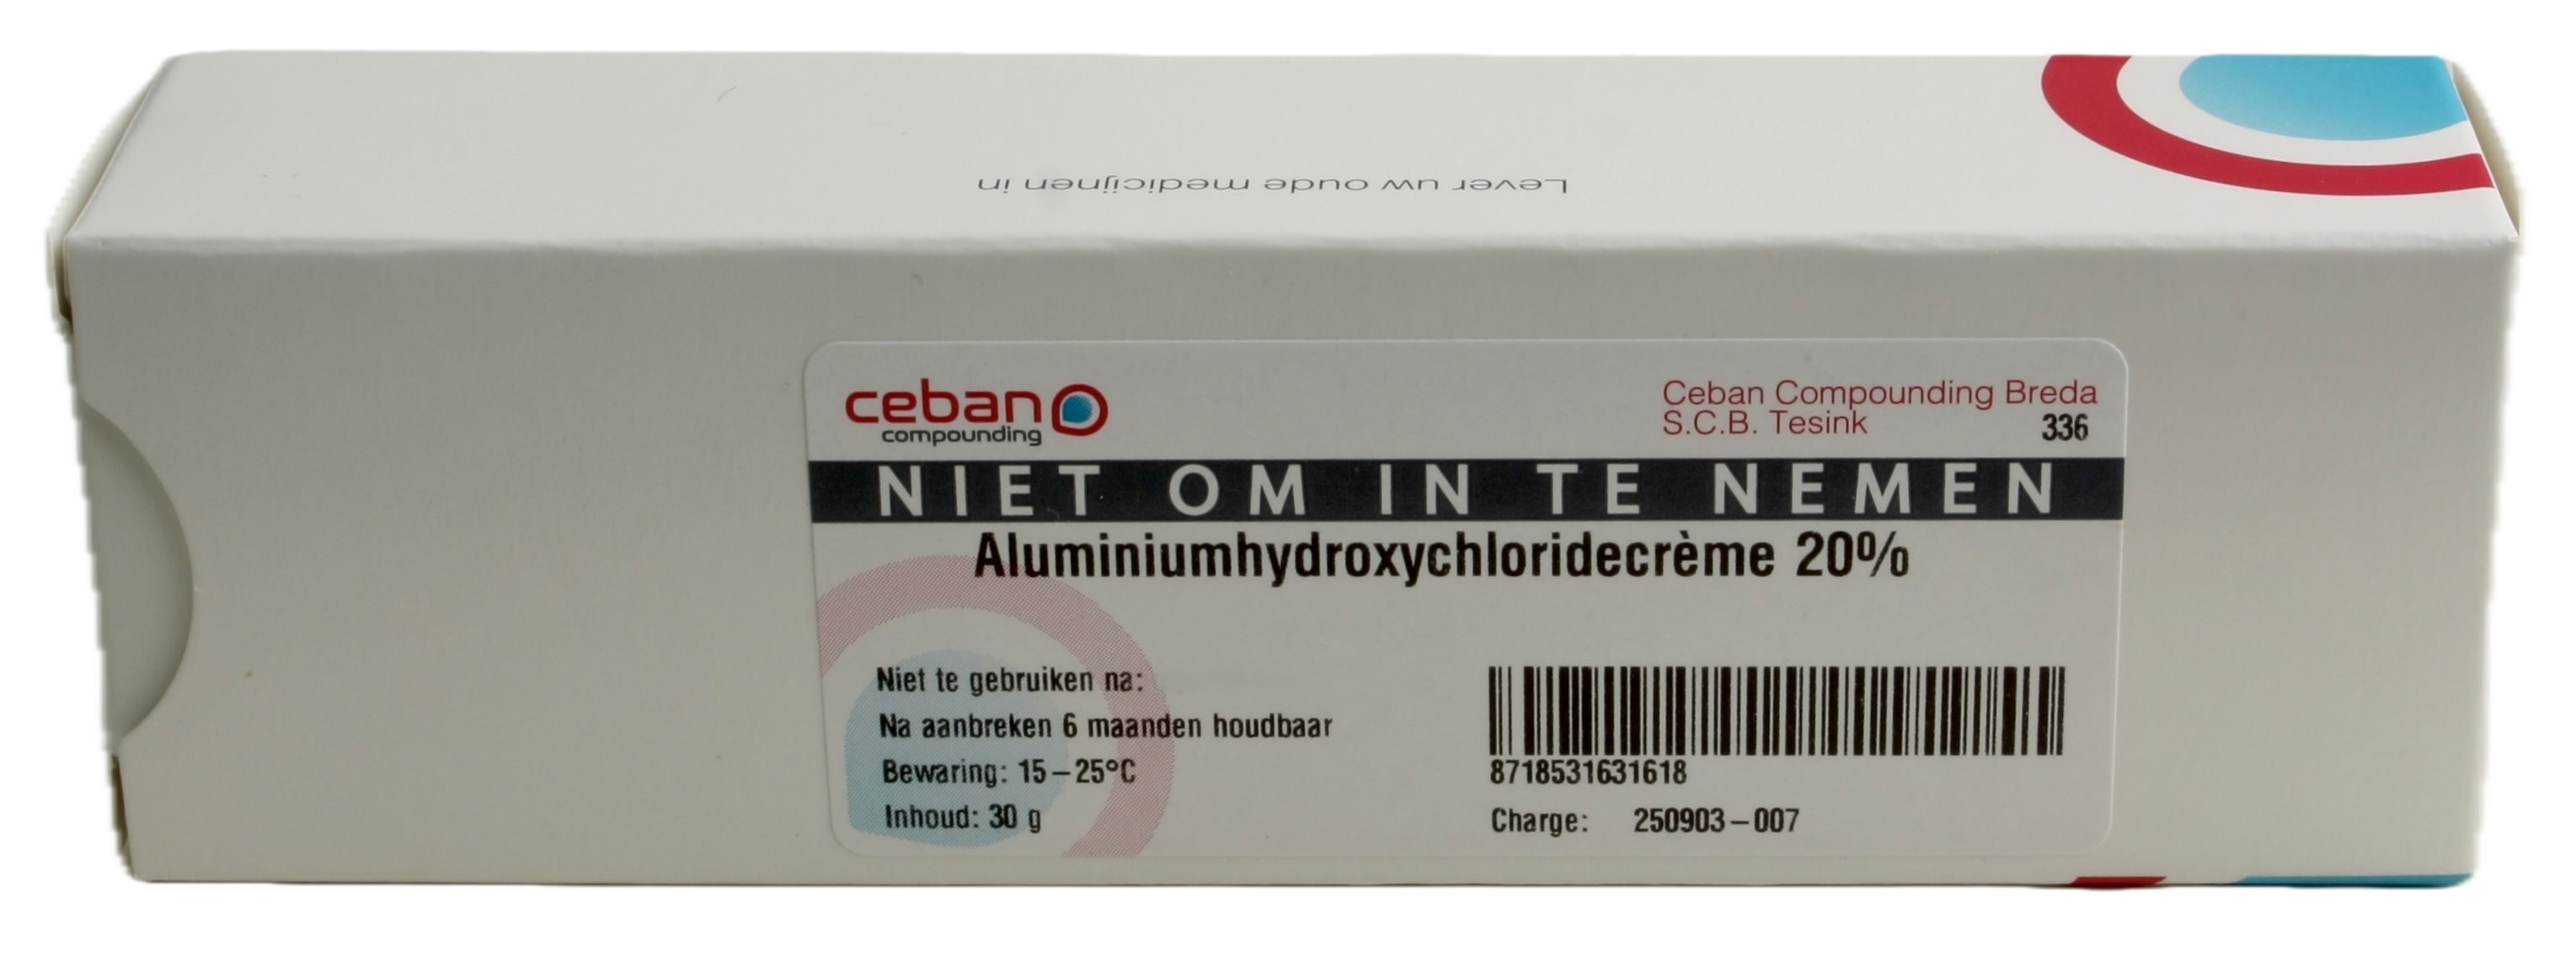 Lever uw oude medicijnen in
ceban
compounding
Ceban Compounding Breda
S.C.B. Tesink 336
NIET OM IN TE NEMEN
Aluminiumhydroxychloridecrème 20%
Niet te gebruiken na:
Na aanbreken 6 maanden houdbaar
Bewaring: 15-25°C
Inhoud: 30 g
8718531631618
Charge: 250903-007